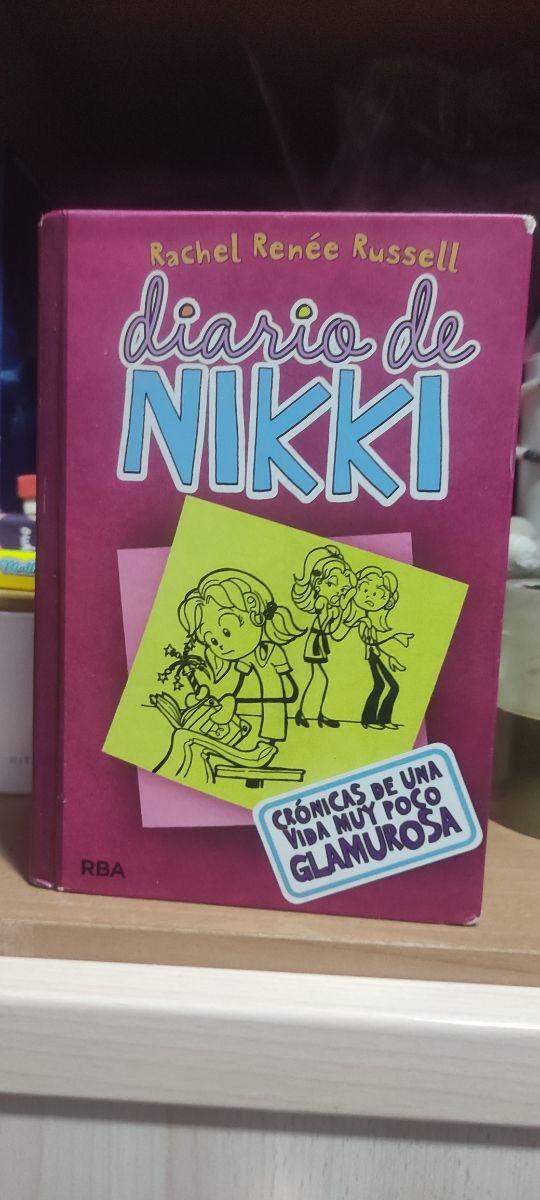 Rachel Renée Russell
diario de
NIKKI
CRÓNICAS DE UNA
VIDA MUY POCO
GLAMUROSA
RBA